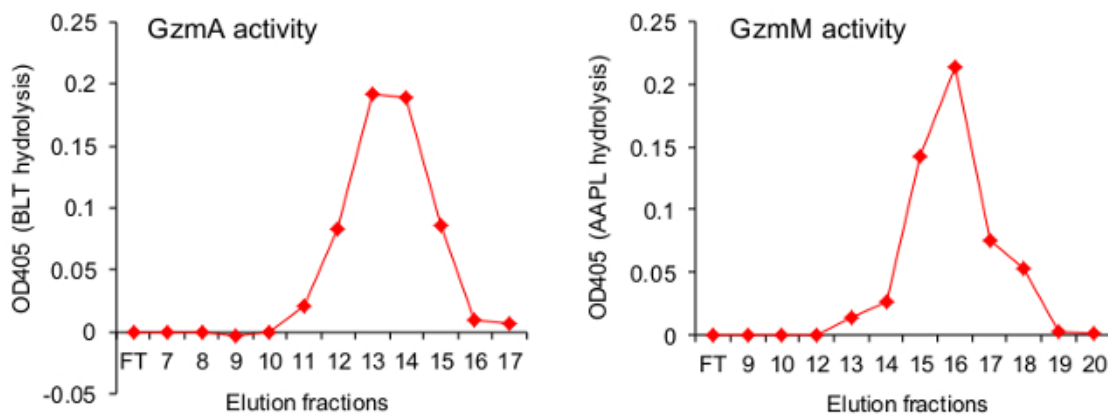 GzmA activity
OD405 (BLT hydrolysis)
0.25
0.2
0.15
0.1
0.05
0
-0.05
FT 7 8 9 10 11 12 13 14 15 16 17
Elution fractions
GzmM activity
OD405 (AAPL hydrolysis)
0.25
0.2
0.15
0.1
0.05
0
FT 9 10 12 13 14 15 16 17 18 19 20
Elution fractions